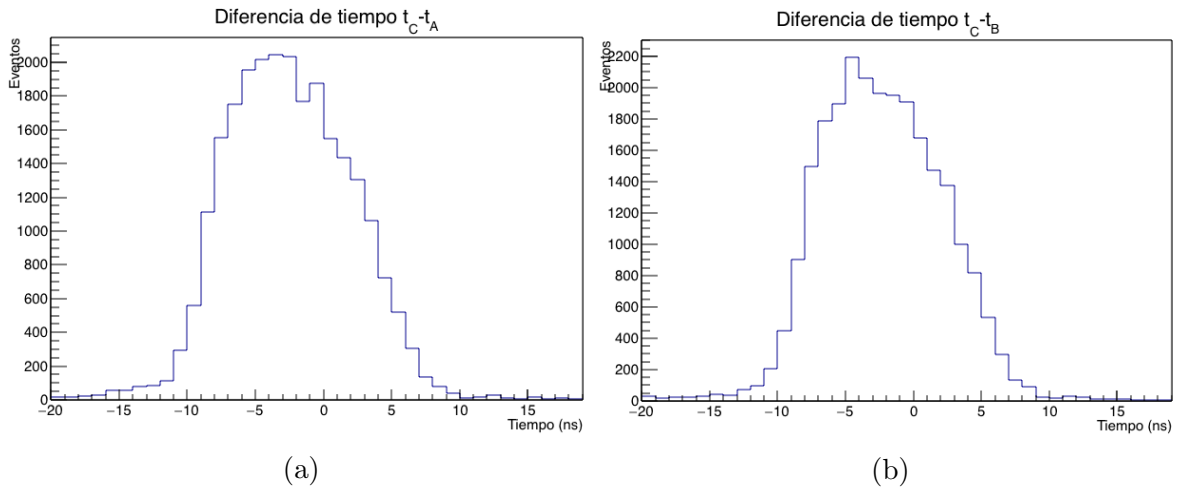 Diferencia de tiempo t_C-t_A
Eventos
2000
1800
1600
1400
1200
1000
800
600
400
200
0
−20 −15 −10 −5 0 5 10 15
Tiempo (ns)
(a)
Diferencia de tiempo t_C-t_B
Eventos
2200
2000
1800
1600
1400
1200
1000
800
600
400
200
0
−20 −15 −10 −5 0 5 10 15
Tiempo (ns)
(b)